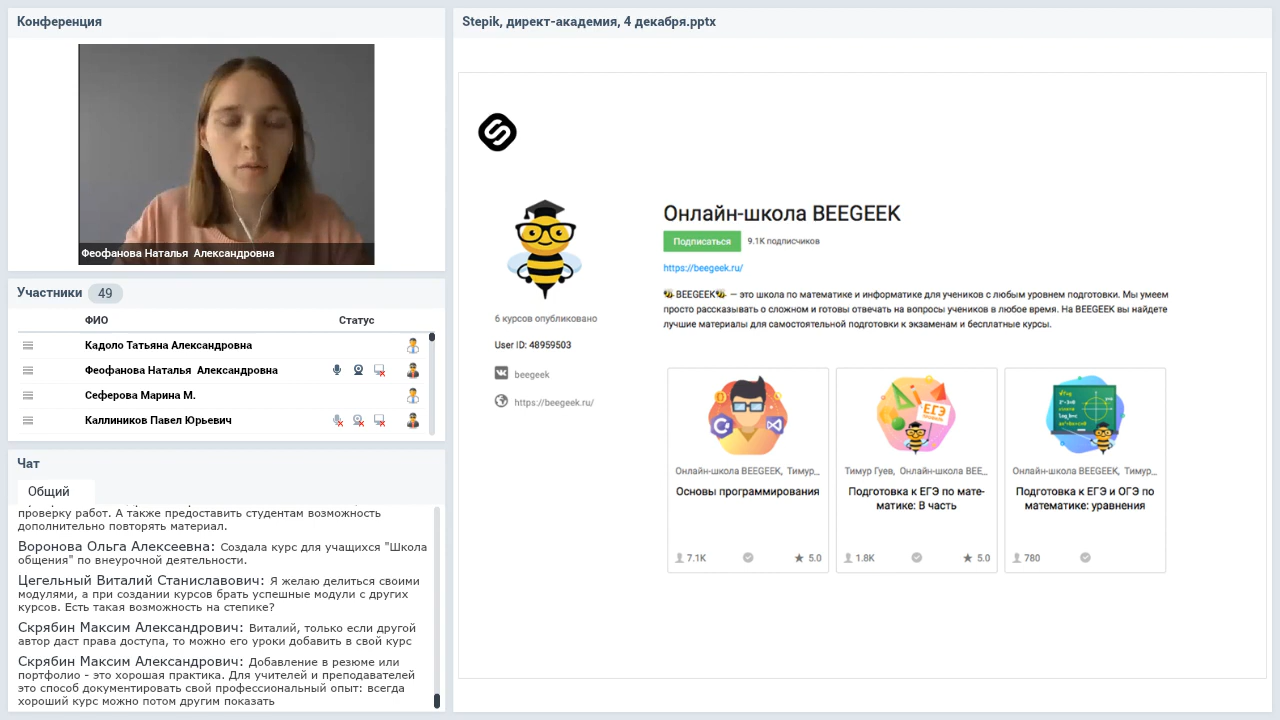 Конференция
Феофанова Наталья  Александровна
Участники 49
ФИО Статус
Кадоло Татьяна Александровна
Феофанова Наталья  Александровна
Сеферова Марина М.
Каллиников Павел Юрьевич
Чат
Общий
проверку работ. А также предоставить студентам возможность
дополнительно повторять материал.
Воронова Ольга Алексеевна: Создала курс для учащихся "Школа
общения" по внеурочной деятельности.
Цегельный Виталий Станиславович: Я желаю делиться своими
модулями, а при создании курсов брать успешные модули с других
курсов. Есть такая возможность на степике?
Скрябин Максим Александрович: Виталий, только если другой
автор даст права доступа, то можно его уроки добавить в свой курс
Скрябин Максим Александрович: Добавление в резюме или
портфолио - это хорошая практика. Для учителей и преподавателей
это способ документировать свой профессиональный опыт: всегда
хороший курс можно потом другим показать
Stepik, директ-академия, 4 декабря.pptx
6 курсов опубликовано
User ID: 48959503
beegeek
https://beegeek.ru/
Онлайн-школа BEEGEEK
Подписаться 9.1K подписчиков
https://beegeek.ru/
BEEGEEK — это школа по математике и информатике для учеников с любым уровнем подготовки. Мы умеем
просто рассказывать о сложном и готовы отвечать на вопросы учеников в любое время. На BEEGEEK вы найдете
лучшие материалы для самостоятельной подготовки к экзаменам и бесплатные курсы.
Онлайн-школа BEEGEEK, Тимур...
Основы программирования
7.1K 5.0
ЕГЭ
Тимур Гуев, Онлайн-школа BEE...
Подготовка к ЕГЭ по мате-
матике: В часть
1.8K 5.0
Онлайн-школа BEEGEEK, Тимур...
Подготовка к ЕГЭ и ОГЭ по
математике: уравнения
780